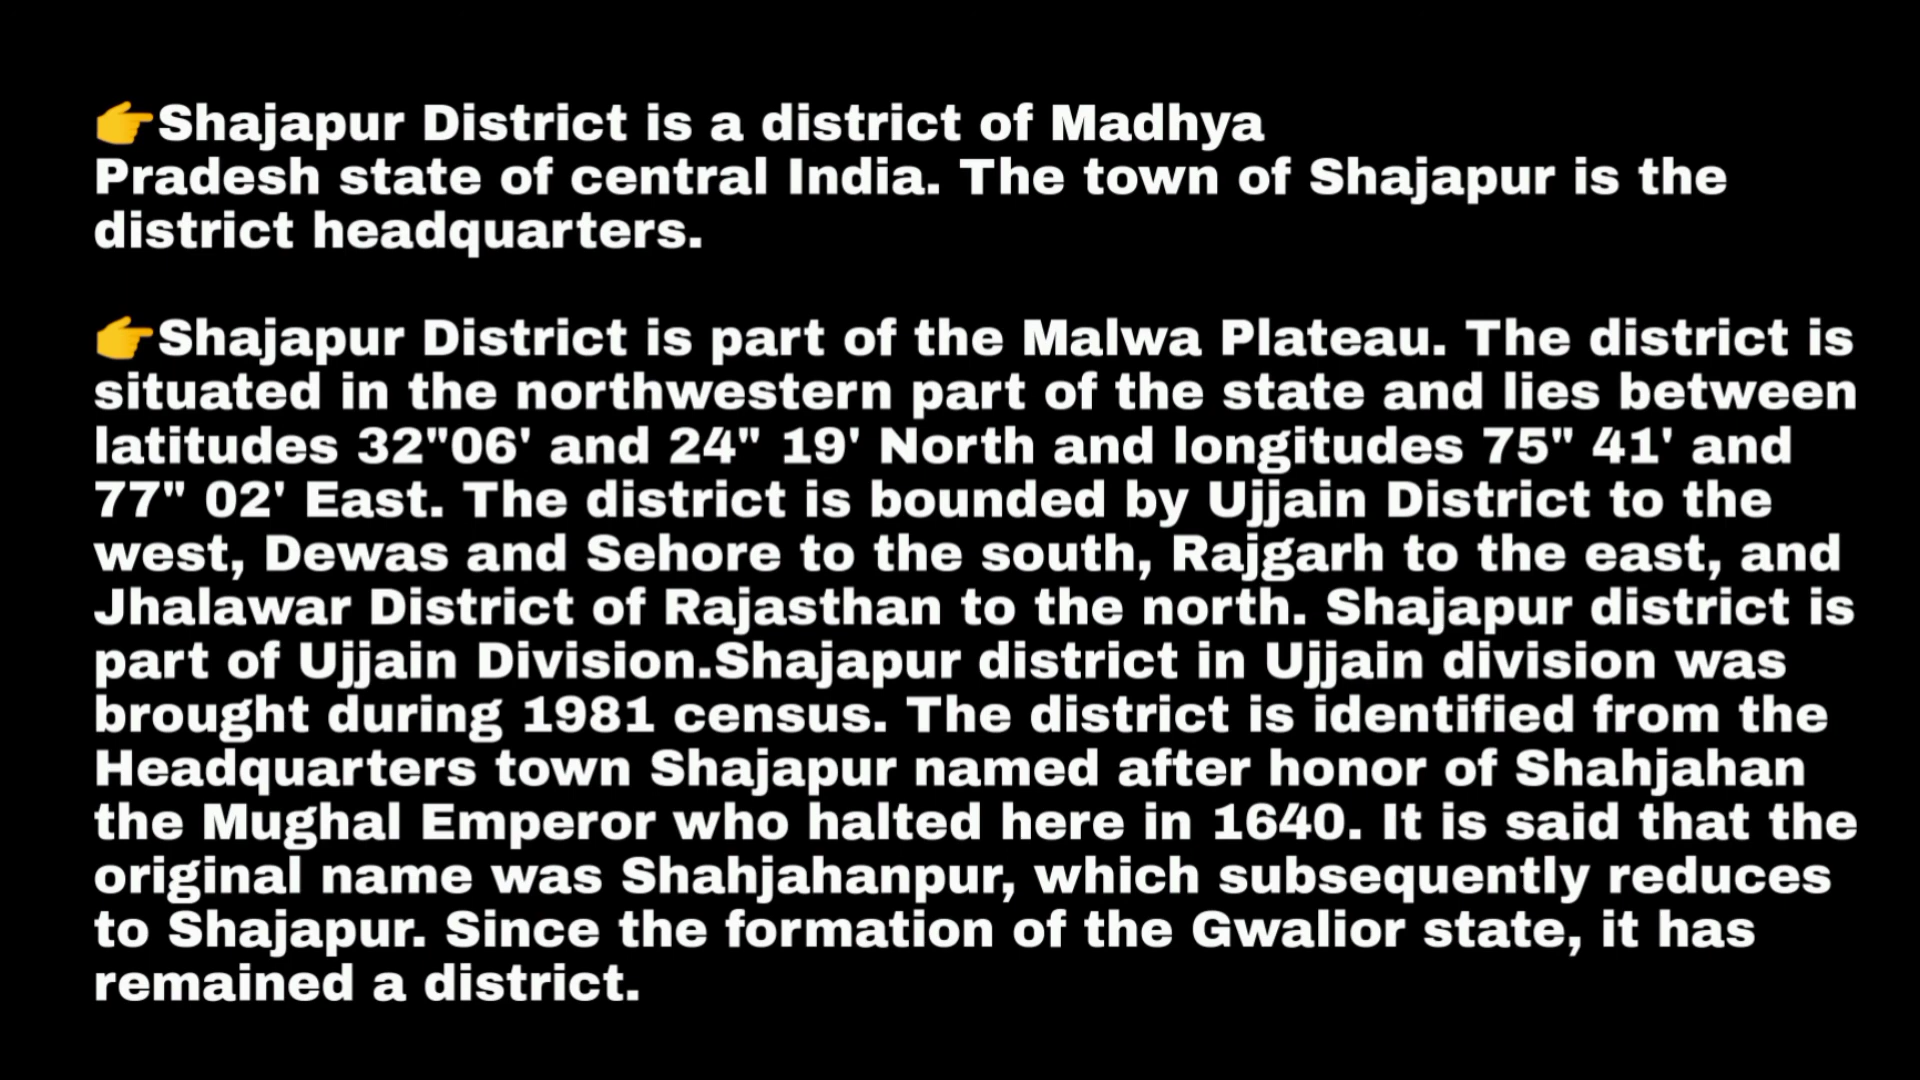 👉Shajapur District is a district of Madhya
Pradesh state of central India. The town of Shajapur is the
district headquarters.
👉Shajapur District is part of the Malwa Plateau. The district is
situated in the northwestern part of the state and lies between
latitudes 32"06' and 24" 19' North and longitudes 75" 41' and
77" 02' East. The district is bounded by Ujjain District to the
west, Dewas and Sehore to the south, Rajgarh to the east, and
Jhalawar District of Rajasthan to the north. Shajapur district is
part of Ujjain Division.Shajapur district in Ujjain division was
brought during 1981 census. The district is identified from the
Headquarters town Shajapur named after honor of Shahjahan
the Mughal Emperor who halted here in 1640. It is said that the
original name was Shahjahanpur, which subsequently reduces
to Shajapur. Since the formation of the Gwalior state, it has
remained a district.